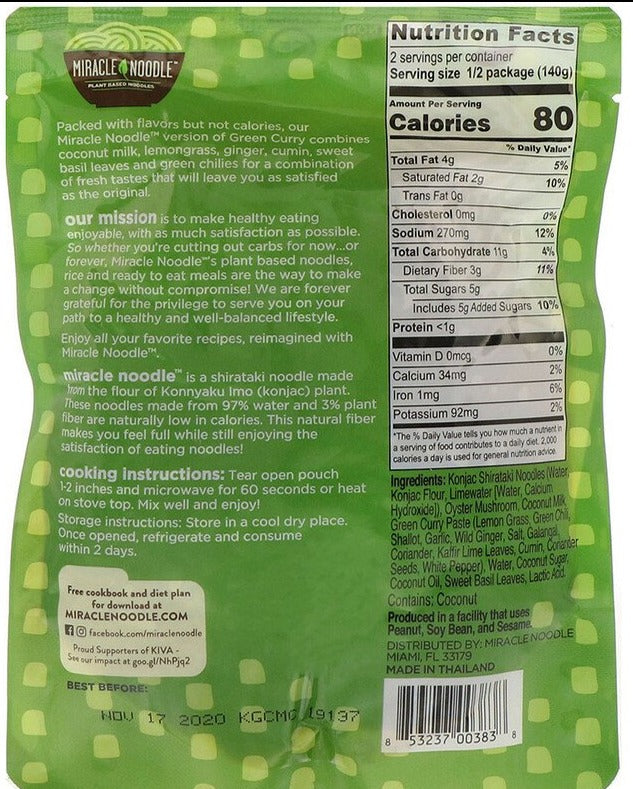 MIRACLE NOODLE™
PLANT BASED NOODLES
Packed with flavors but not calories, our
Miracle Noodle™ version of Green Curry combines
coconut milk, lemongrass, ginger, cumin, sweet
basil leaves and green chilies for a combination
of fresh tastes that will leave you as satisfied
as the original.
our mission is to make healthy eating
enjoyable, with as much satisfaction as possible.
So whether you're cutting out carbs for now...or
forever, Miracle Noodle™'s plant based noodles,
rice and ready to eat meals are the way to make
a change without compromise! We are forever
grateful for the privilege to serve you on your
path to a healthy and well-balanced lifestyle.
Enjoy all your favorite recipes, reimagined with
Miracle Noodle™.
miracle noodle™ is a shirataki noodle made
from the flour of Konnyaku Imo (konjac) plant.
These noodles made from 97% water and 3% plant
fiber are naturally low in calories. This natural fiber
makes you feel full while still enjoying the
satisfaction of eating noodles!
cooking instructions: Tear open pouch
1-2 inches and microwave for 60 seconds or heat
on stove top. Mix well and enjoy!
Storage instructions: Store in a cool dry place.
Once opened, refrigerate and consume
within 2 days.
Free cookbook and diet plan
for download at
MIRACLENOODLE.COM
facebook.com/miraclenoodle
Proud Supporters of KIVA -
See our impact at goo.gl/NhPjq2
BEST BEFORE:
NOV 17 2020 KGCMG 19137
Nutrition Facts
2 servings per container
Serving size 1/2 package (140g)
Amount Per Serving
Calories 80
% Daily Value*
Total Fat 4g 5%
Saturated Fat 2g 10%
Trans Fat 0g
Cholesterol 0mg 0%
Sodium 270mg 12%
Total Carbohydrate 11g 4%
Dietary Fiber 3g 11%
Total Sugars 5g
Includes 5g Added Sugars 10%
Protein <1g
Vitamin D 0mcg 0%
Calcium 34mg 2%
Iron 1mg 6%
Potassium 92mg 2%
*The % Daily Value tells you how much a nutrient in
a serving of food contributes to a daily diet. 2,000
calories a day is used for general nutrition advice.
Ingredients: Konjac Shirataki Noodles (Water,
Konjac Flour, Limewater [Water, Calcium
Hydroxide]), Oyster Mushroom, Coconut Milk,
Green Curry Paste (Lemon Grass, Green Chili,
Shallot, Garlic, Wild Ginger, Salt, Galangal,
Coriander, Kaffir Lime Leaves, Cumin, Coriander
Seeds, White Pepper), Water, Coconut Sugar,
Coconut Oil, Sweet Basil Leaves, Lactic Acid.
Contains: Coconut
Produced in a facility that uses
Peanut, Soy Bean, and Sesame.
DISTRIBUTED BY: MIRACLE NOODLE
MIAMI, FL 33179
MADE IN THAILAND
8 53237 00383 8